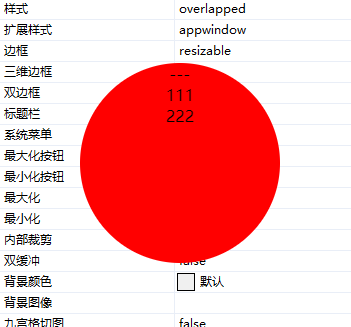 样式 overlapped
扩展样式 appwindow
边框 resizable
三维边框
双边框 111
标题栏 222
系统菜单
最大化按钮
最小化按钮
最大化
最小化
内部裁剪
双缓冲 false
背景颜色 默认
背景图像
九宫格切图 false